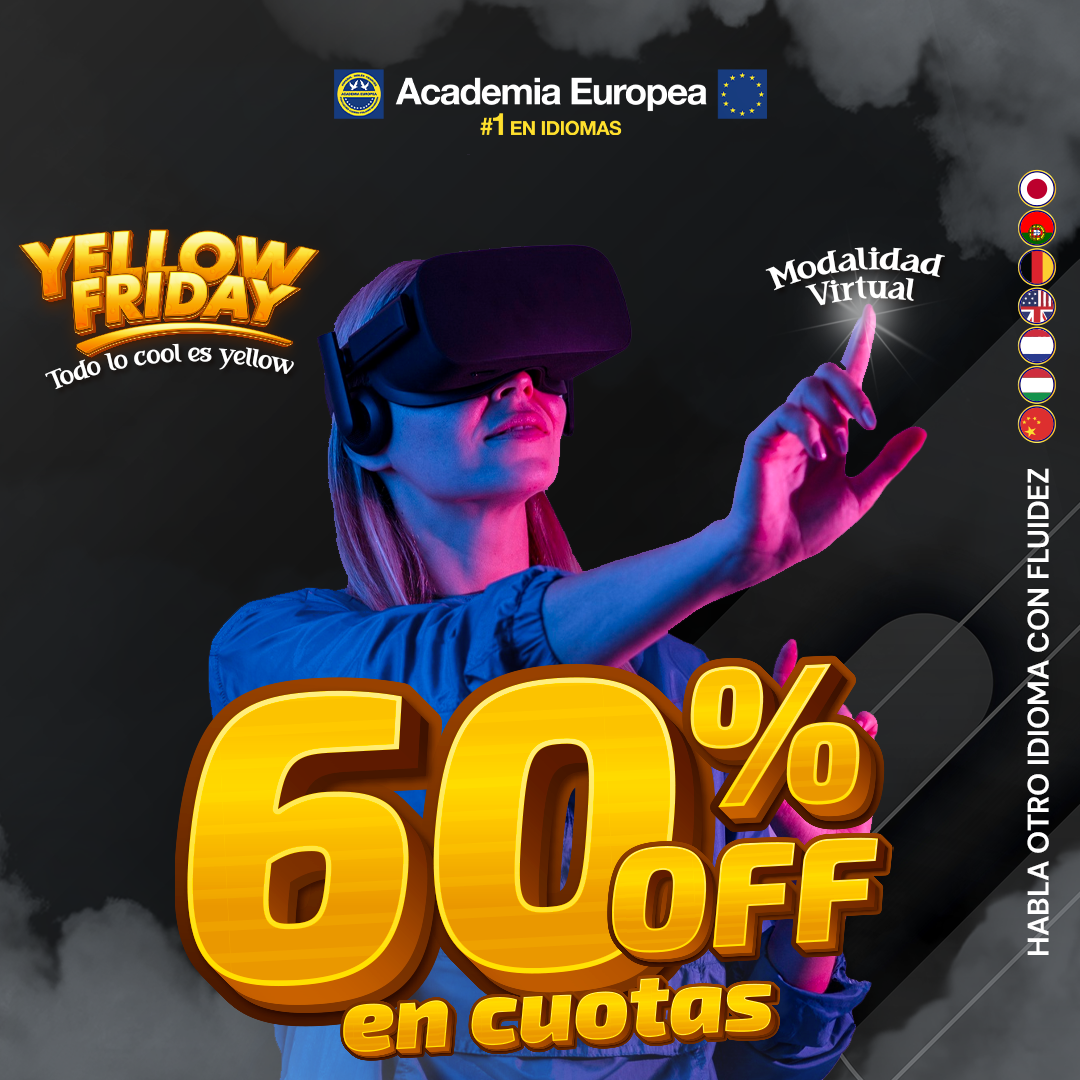 Academia Europea
#1 EN IDIOMAS
YELLOW
FRIDAY
Todo lo cool es yellow
Modalidad
Virtual
HABLA OTRO IDIOMA CON FLUIDEZ
60%
OFF
en cuotas